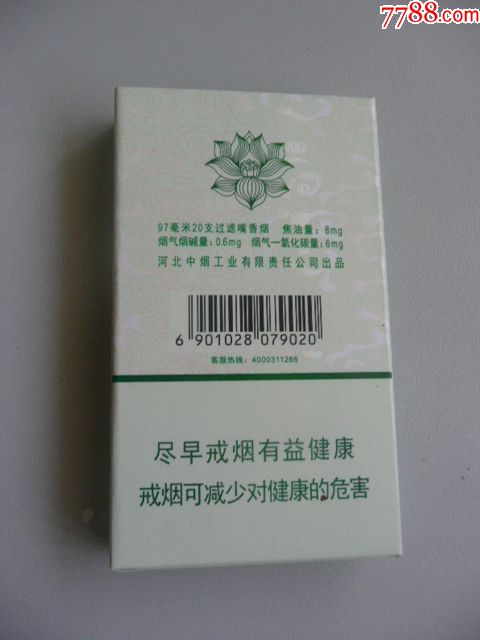 7788.com
97毫米20支过滤嘴香烟 焦油量：8mg
烟气烟碱量：0.6mg 烟气一氧化碳量：6mg
河北中烟工业有限责任公司出品
6 901028 079020
客服热线：4000311266
尽早戒烟有益健康
戒烟可减少对健康的危害